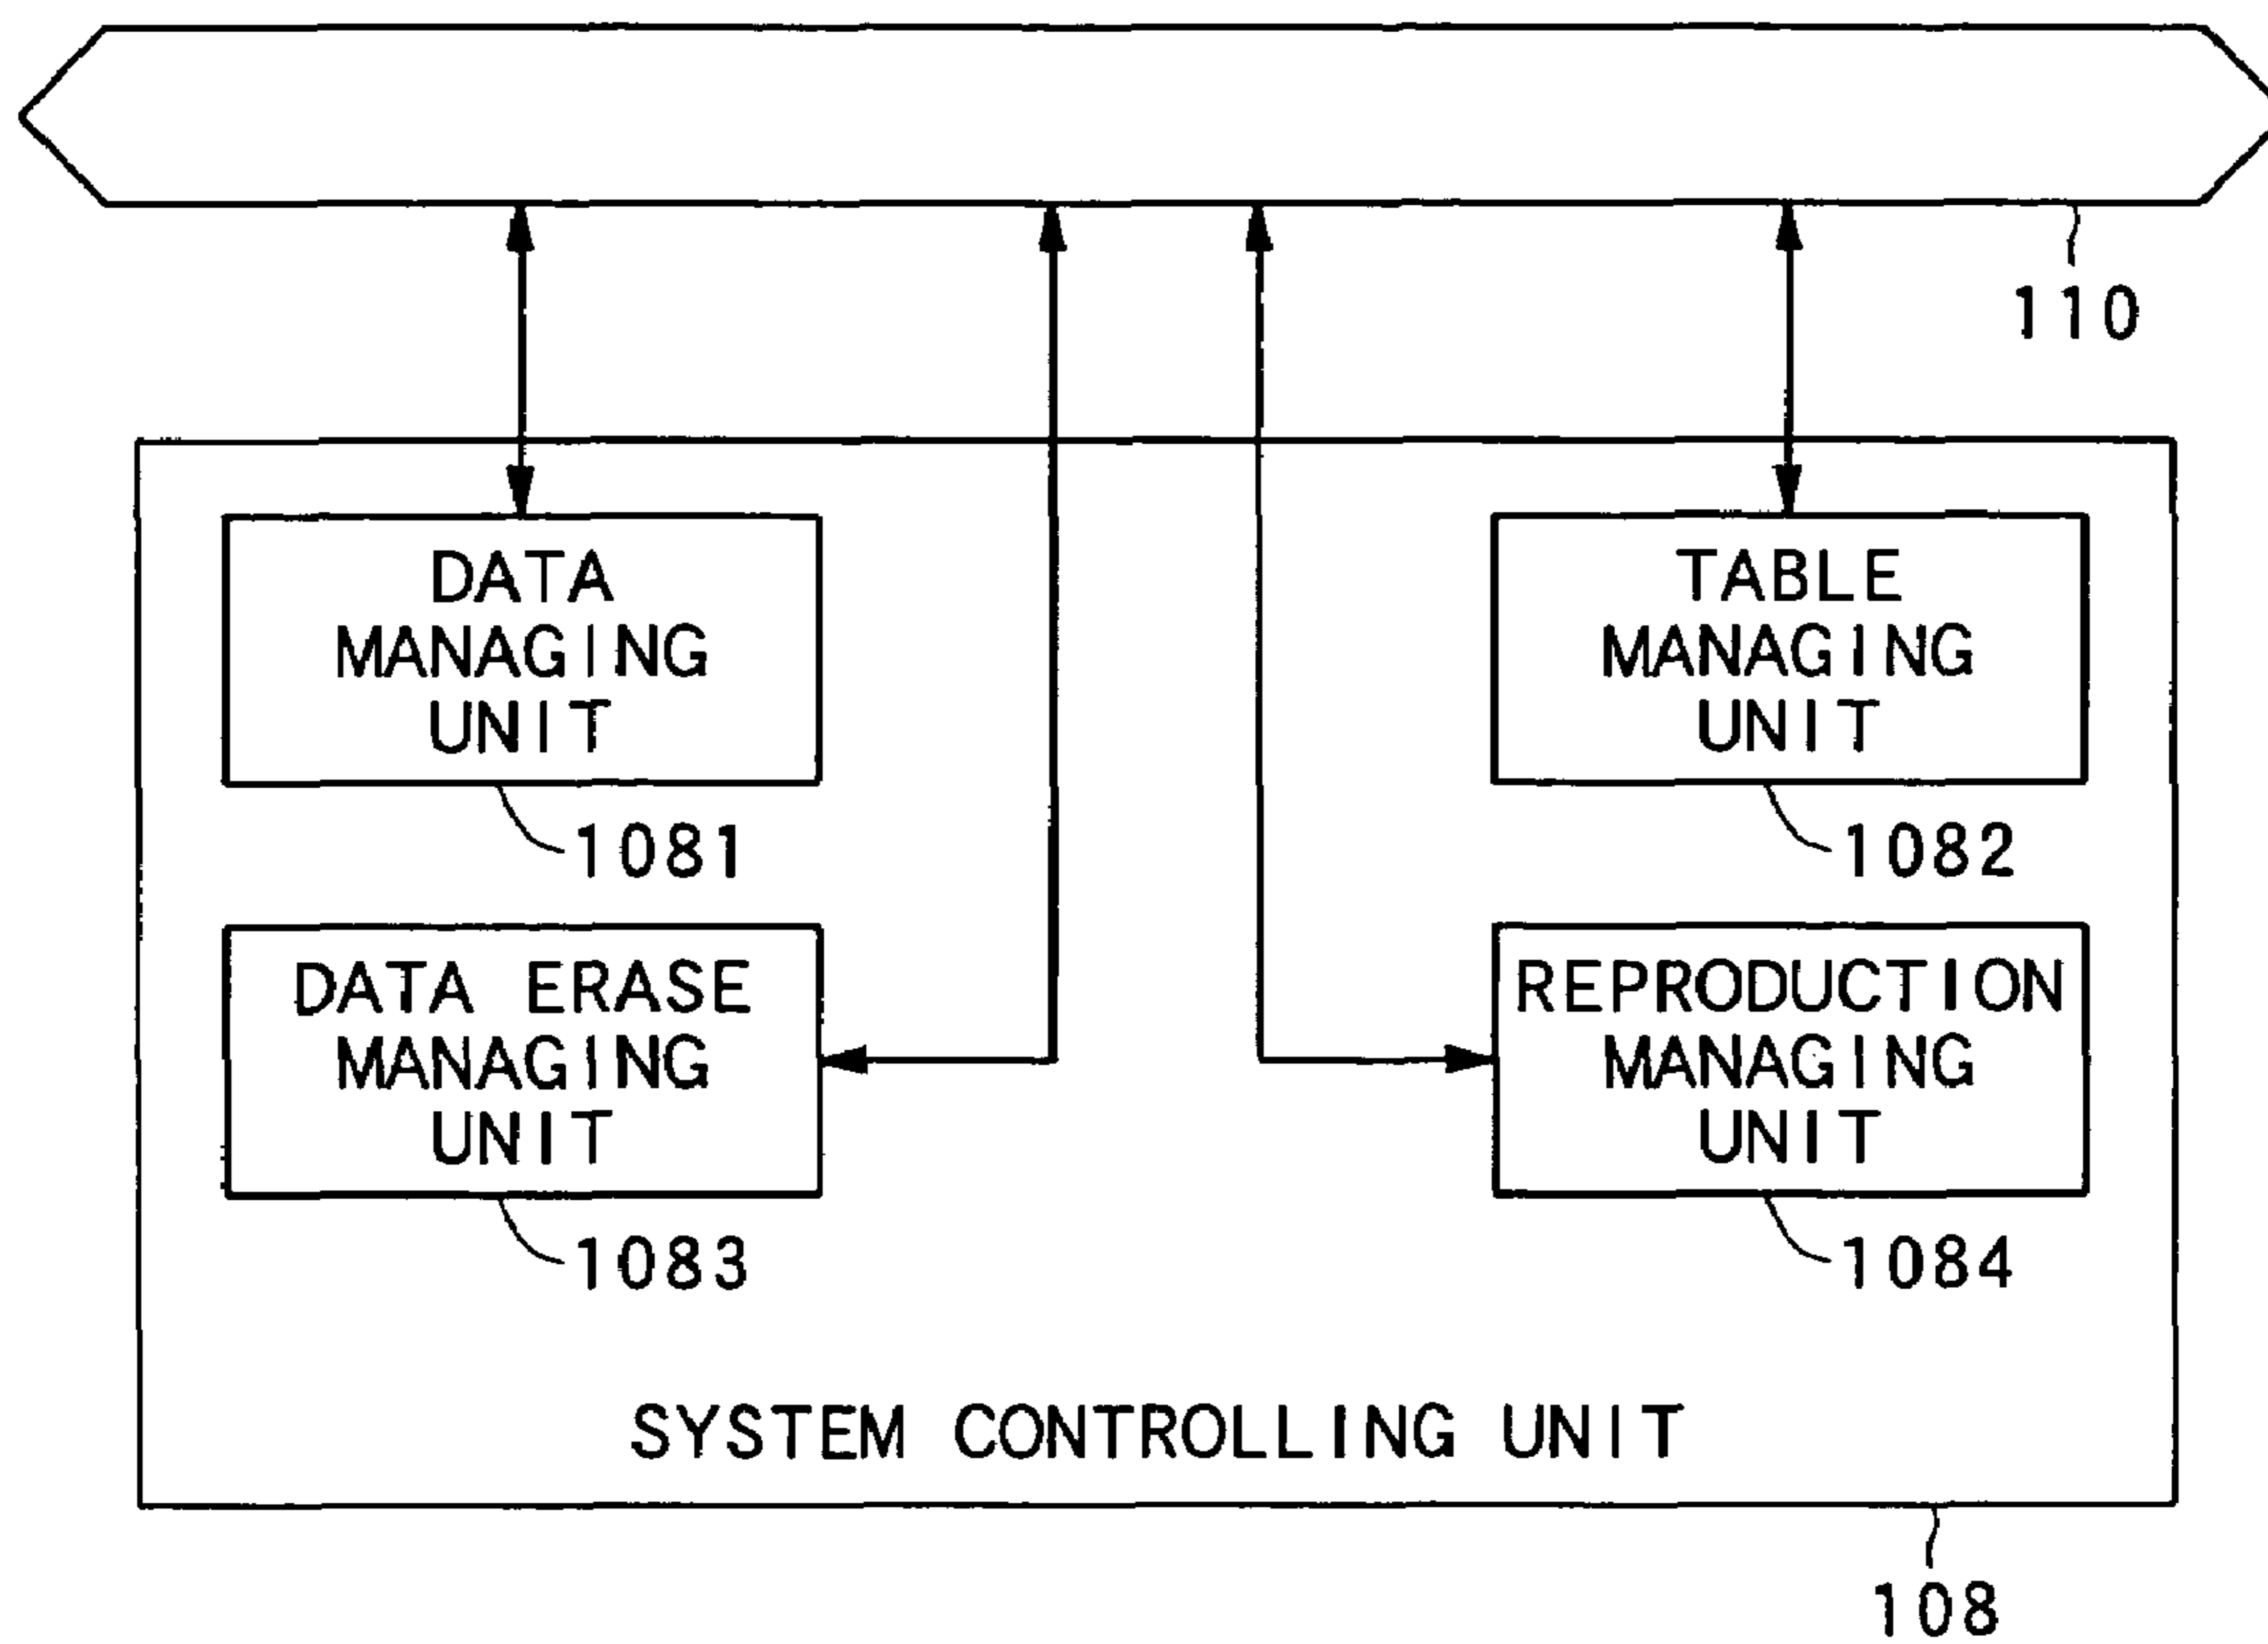 110
DATA
MANAGING
UNIT
1081
TABLE
MANAGING
UNIT
1082
DATA ERASE
MANAGING
UNIT
1083
REPRODUCTION
MANAGING
UNIT
1084
SYSTEM CONTROLLING UNIT
108